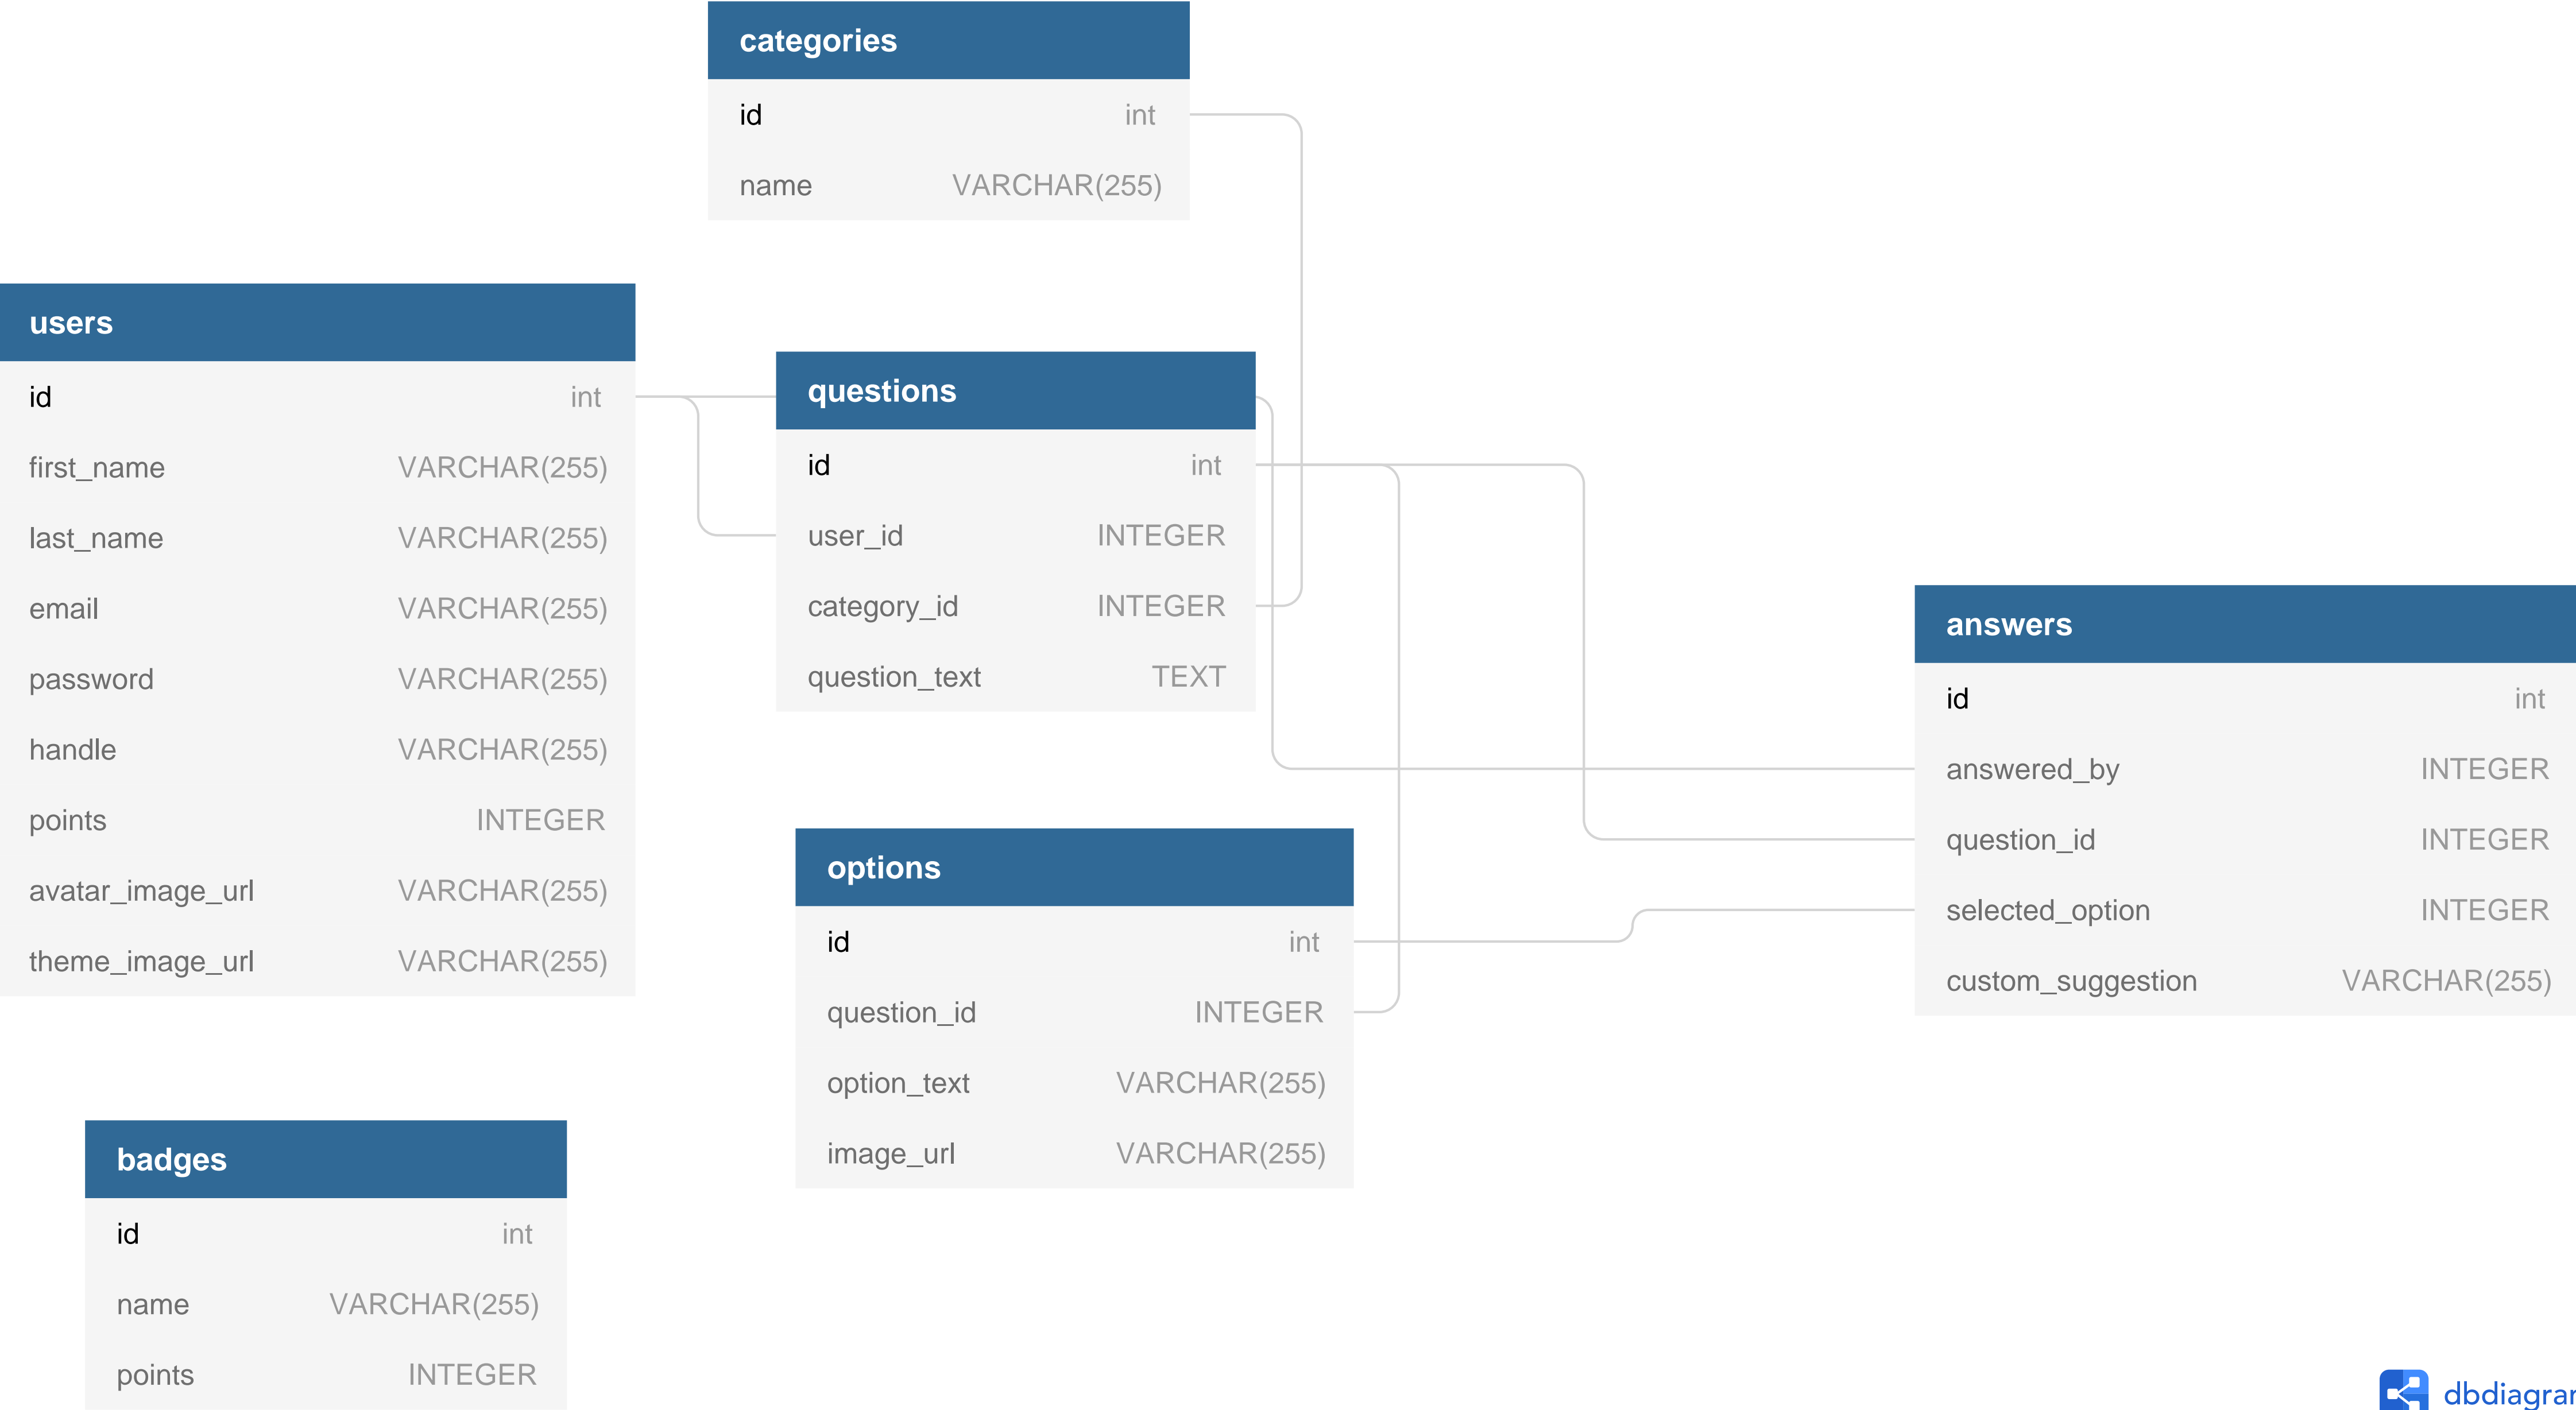 categories
id int
name VARCHAR(255)
users
id int
first_name VARCHAR(255)
last_name VARCHAR(255)
email VARCHAR(255)
password VARCHAR(255)
handle VARCHAR(255)
points INTEGER
avatar_image_url VARCHAR(255)
theme_image_url VARCHAR(255)
questions
id int
user_id INTEGER
category_id INTEGER
question_text TEXT
answers
id int
answered_by INTEGER
question_id INTEGER
selected_option INTEGER
custom_suggestion VARCHAR(255)
options
id int
question_id INTEGER
option_text VARCHAR(255)
image_url VARCHAR(255)
badges
id int
name VARCHAR(255)
points INTEGER